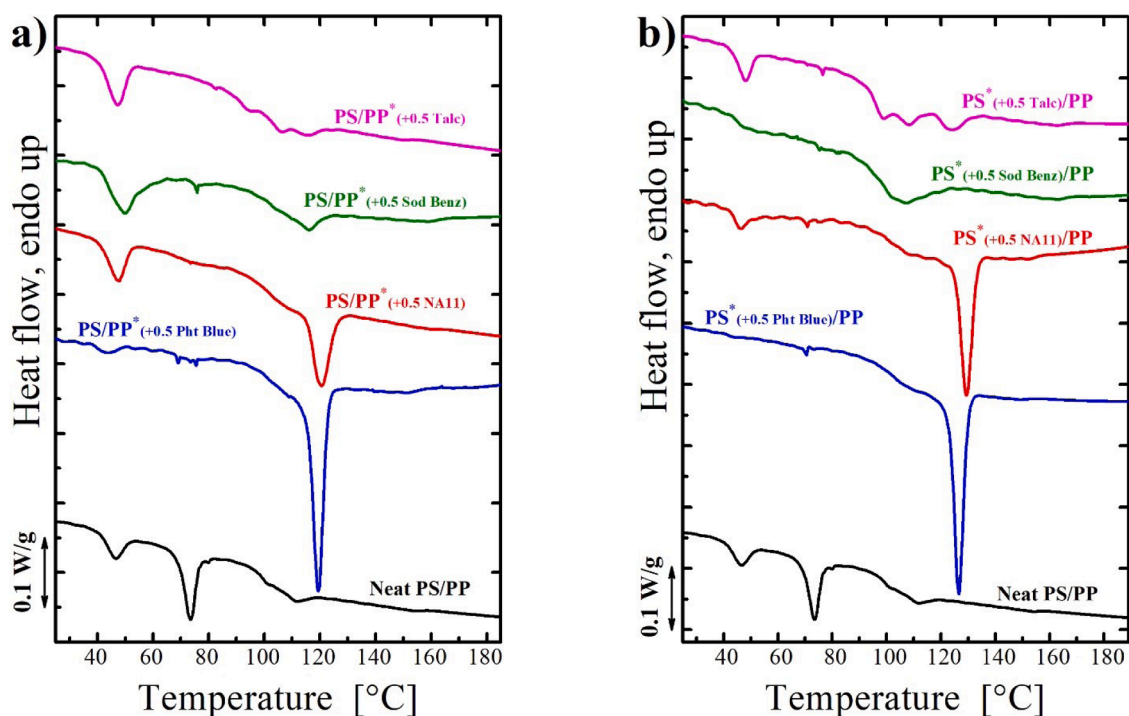 a)
PS/PP*(+0.5 Talc)
PS/PP*(+0.5 Sod Benz)
PS/PP*(+0.5 NA11)
PS/PP*(+0.5 Pht Blue)
Neat PS/PP
Heat flow, endo up
0.1 W/g
40 60 80 100 120 140 160 180
Temperature [°C]
b)
PS*(+0.5 Talc)/PP
PS*(+0.5 Sod Benz)/PP
PS*(+0.5 NA11)/PP
PS*(+0.5 Pht Blue)/PP
Neat PS/PP
Heat flow, endo up
0.1 W/g
40 60 80 100 120 140 160 180
Temperature [°C]